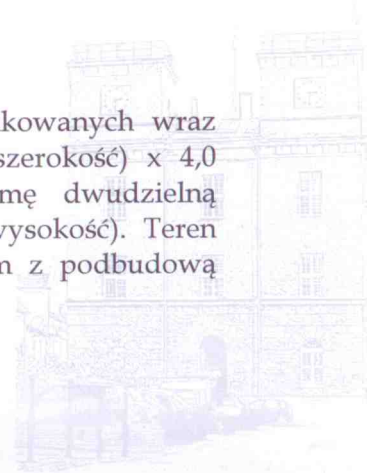 kowanych wraz
szerokość) x 4,0
mę dwudzielną
wysokość). Teren
z podbudową